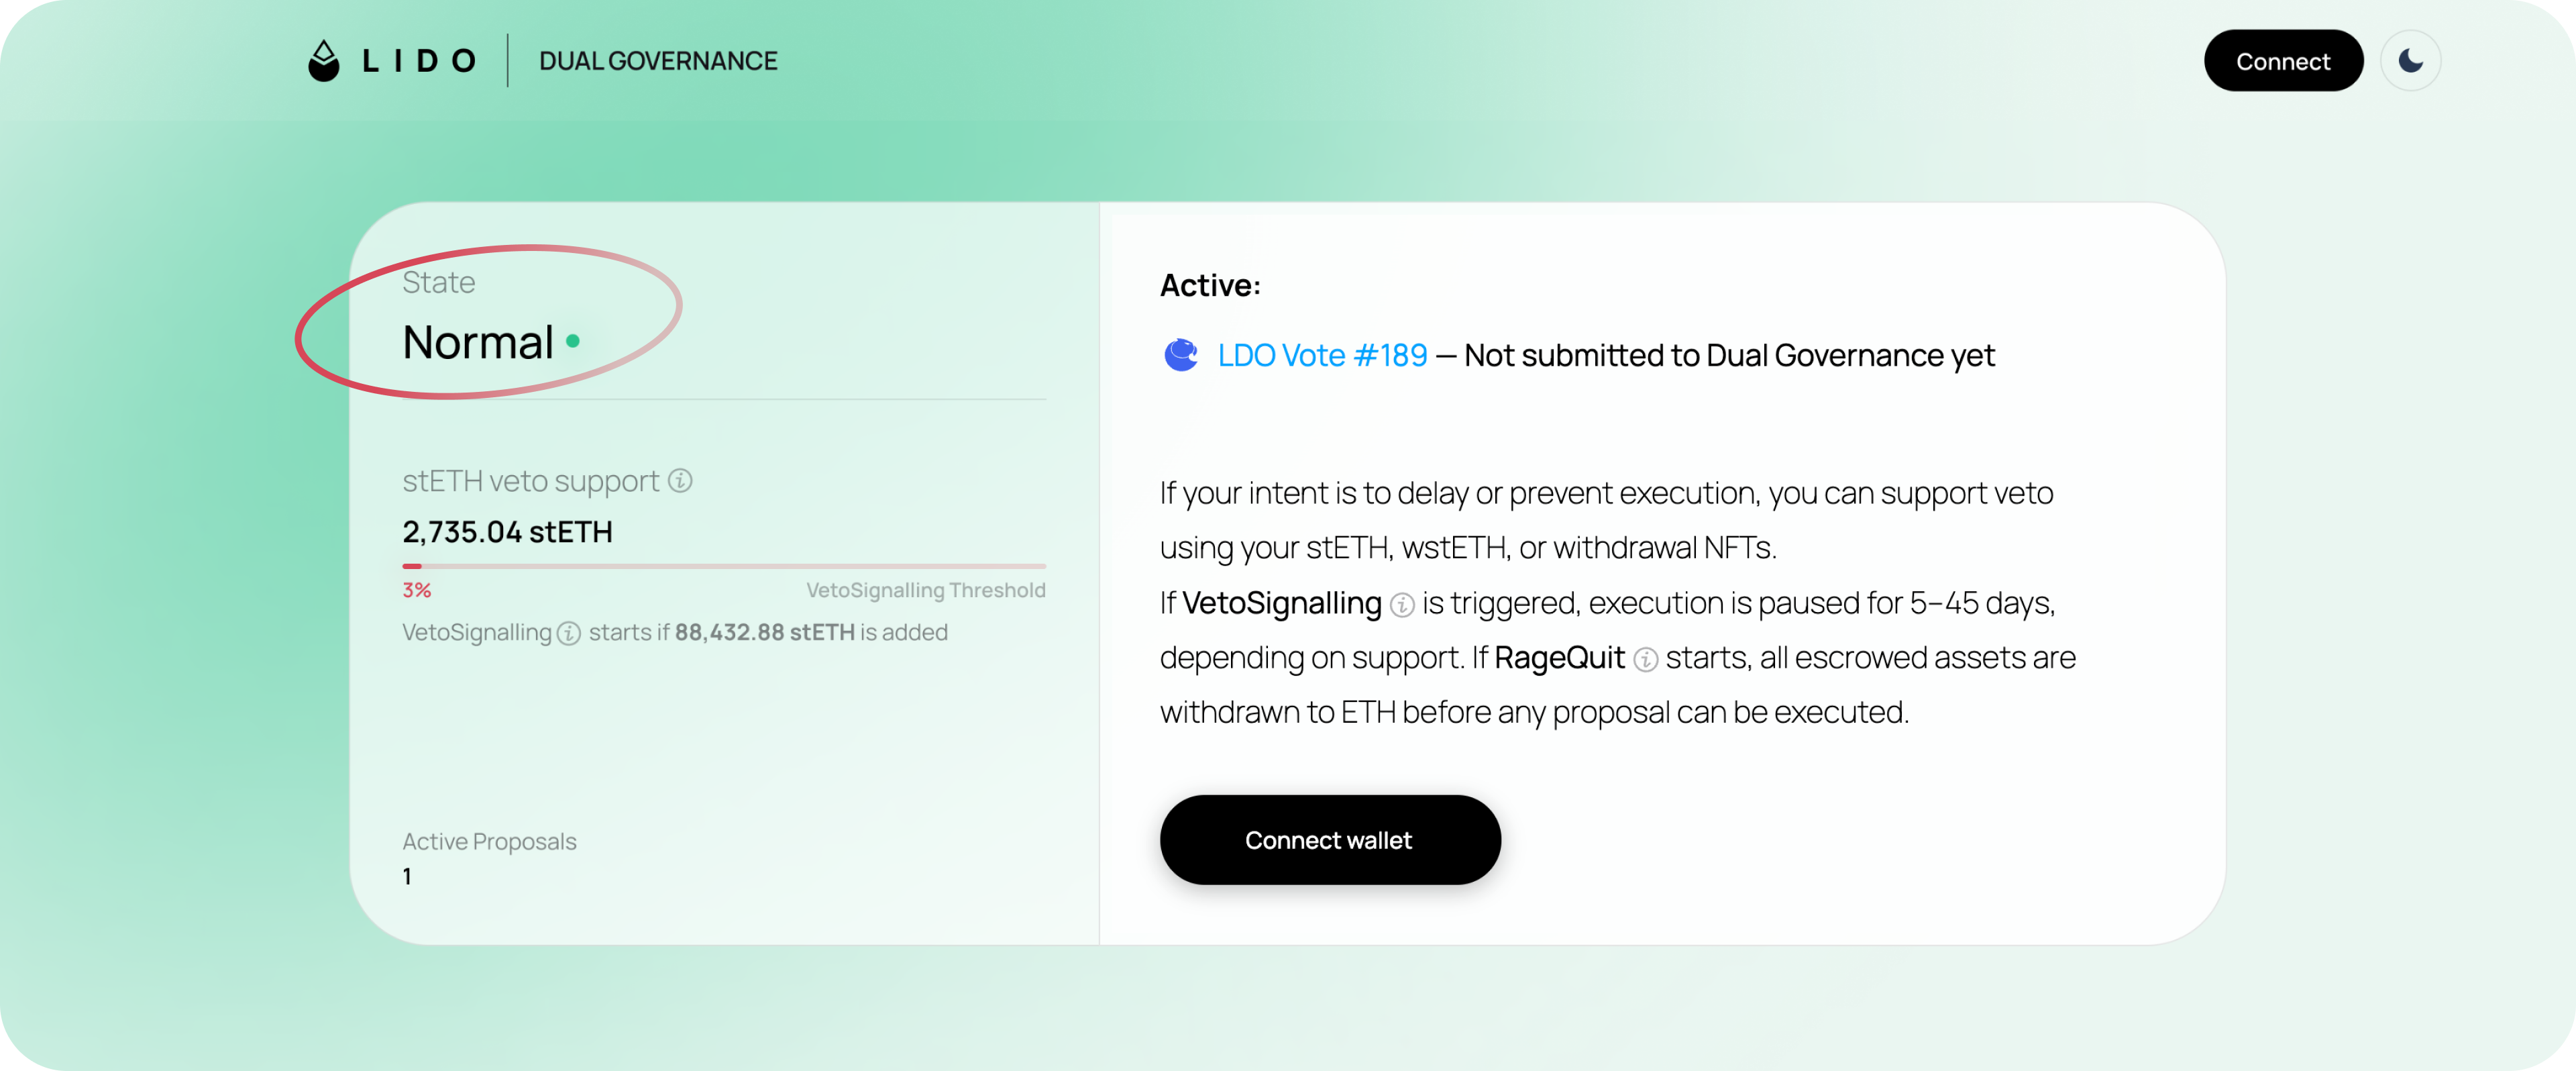 LIDO
DUAL GOVERNANCE
Connect
State
Normal
stETH veto support
2,735.04 stETH
3%
VetoSignalling Threshold
VetoSignalling starts if 88,432.88 stETH is added
Active Proposals
1
Active:
LDO Vote #189 — Not submitted to Dual Governance yet
If your intent is to delay or prevent execution, you can support veto
using your stETH, wstETH, or withdrawal NFTs.
If VetoSignalling is triggered, execution is paused for 5–45 days,
depending on support. If RageQuit starts, all escrowed assets are
withdrawn to ETH before any proposal can be executed.
Connect wallet